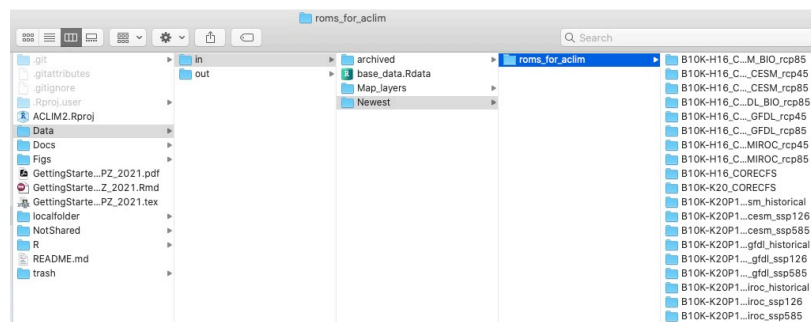 roms_for_aclim
Search
.git
.gitattributes
.gitignore
.Rproj.user
ACLIM2.Rproj
Data
Docs
Figs
GettingStarte...PZ_2021.pdf
GettingStarte...Z_2021.Rmd
GettingStarte...PZ_2021.tex
localfolder
NotShared
R
README.md
trash
in
out
archived
base_data.Rdata
Map_layers
Newest
roms_for_aclim
B10K-H16_C...M_BIO_rcp85
B10K-H16_C..._CESM_rcp45
B10K-H16_C..._CESM_rcp85
B10K-H16_C...DL_BIO_rcp85
B10K-H16_C..._GFDL_rcp45
B10K-H16_C..._GFDL_rcp85
B10K-H16_C...MIROC_rcp45
B10K-H16_C...MIROC_rcp85
B10K-H16_CORECFS
B10K-K20_CORECFS
B10K-K20P1...sm_historical
B10K-K20P1...cesm_ssp126
B10K-K20P1...cesm_ssp585
B10K-K20P1...gfdl_historical
B10K-K20P1..._gfdl_ssp126
B10K-K20P1..._gfdl_ssp585
B10K-K20P1...iroc_historical
B10K-K20P1...iroc_ssp126
B10K-K20P1...iroc_ssp585